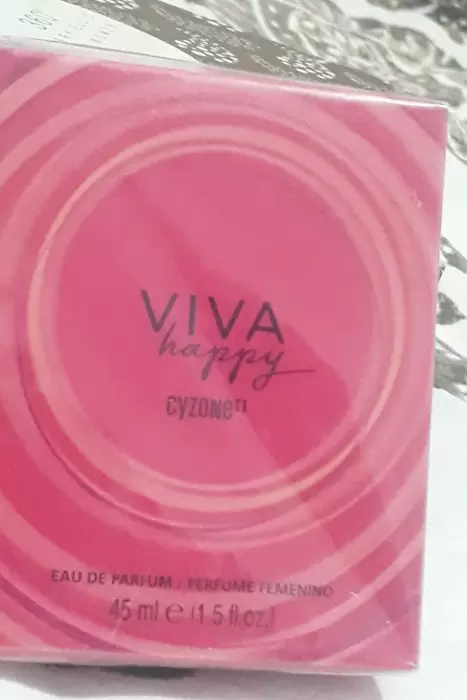 VIVA
happy
cyzone
EAU DE PARFUM / PERFUME FEMENINO
45 ml e (1.5 fl.oz.)